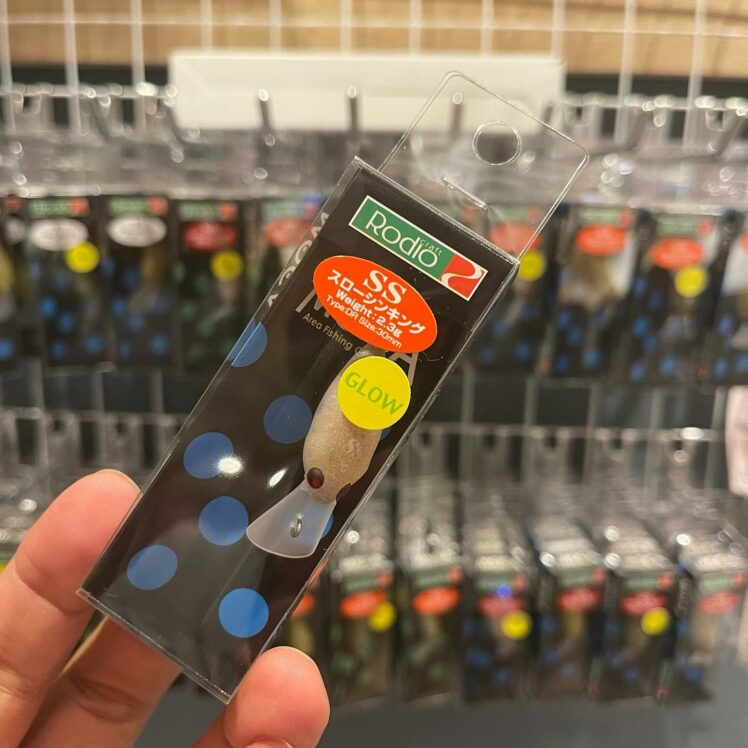 Rodio
craft
SS
スローシンキング
Weight:2.3g
Type:DR Size:30mm
Area Fishing
GLOW